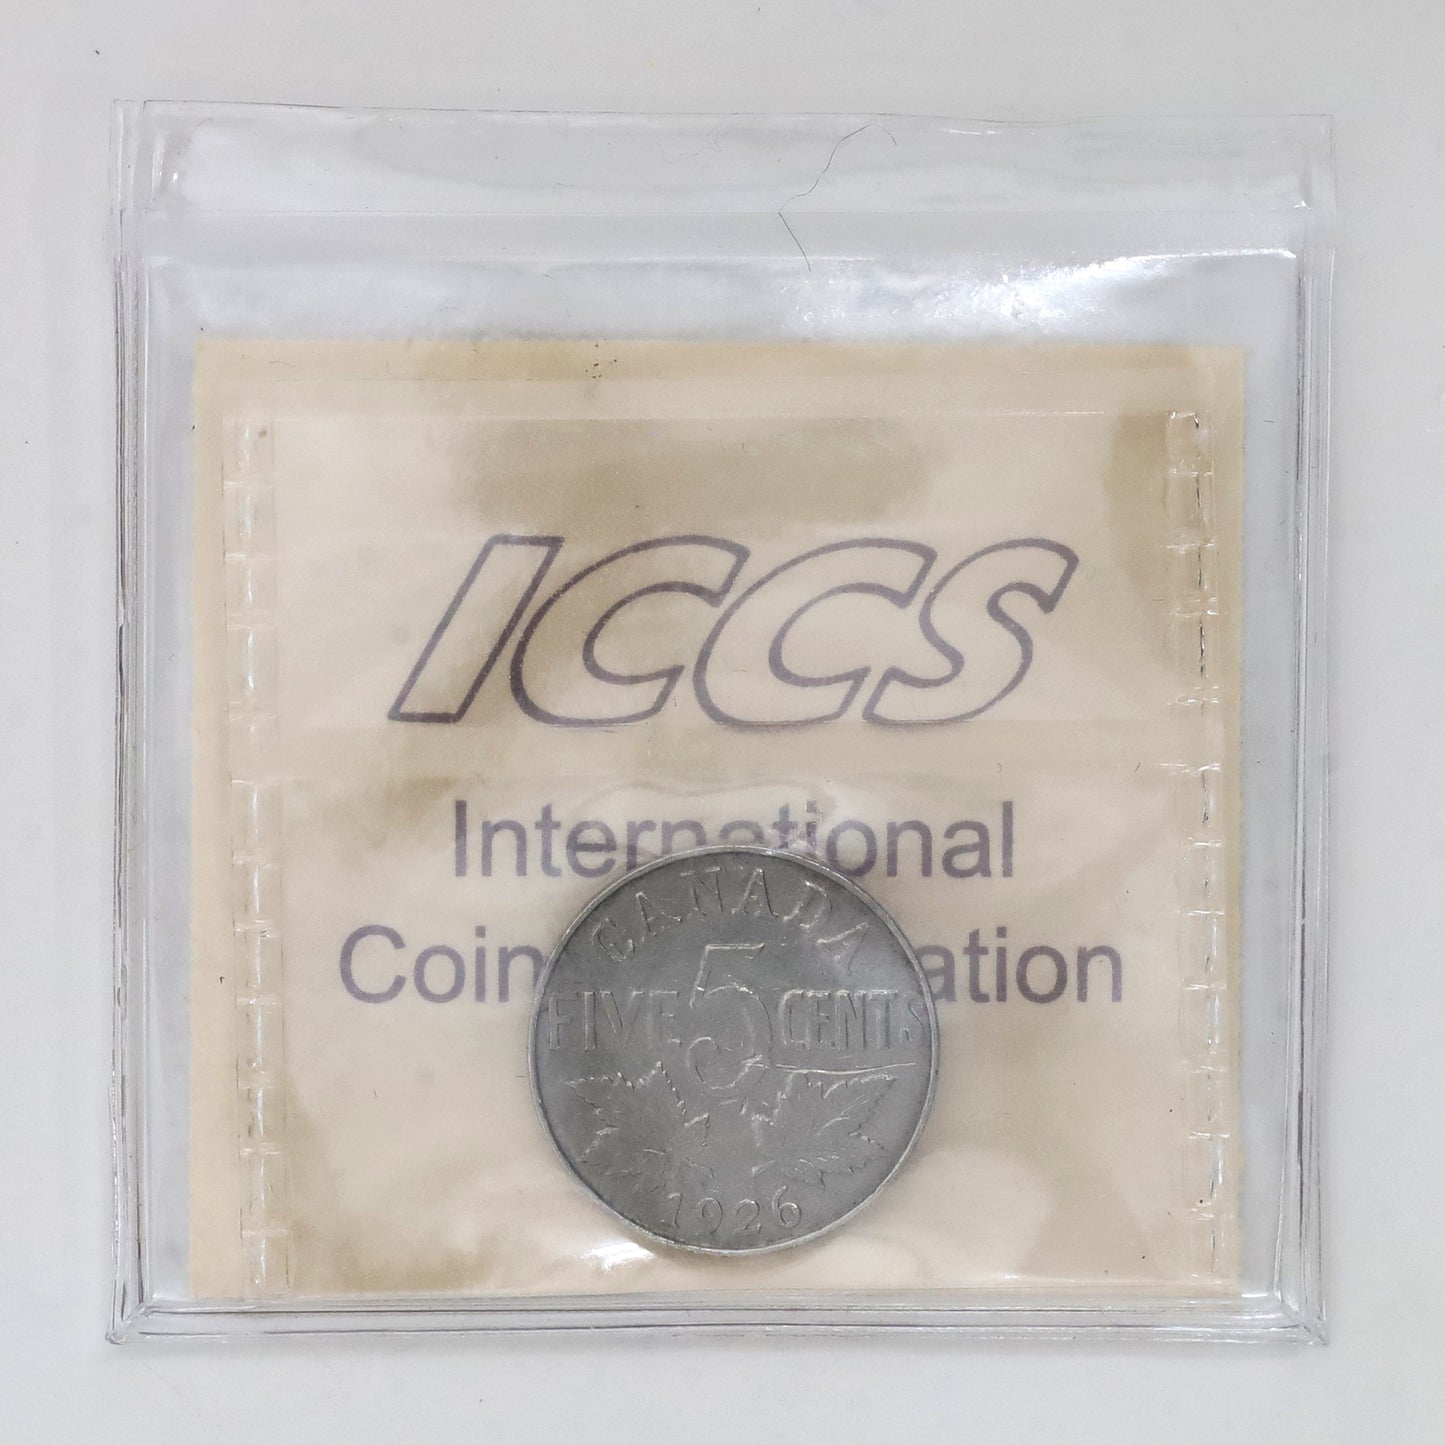 ICCS
International
Coin ation
CANADA
FIVE 5 CENTS
1926